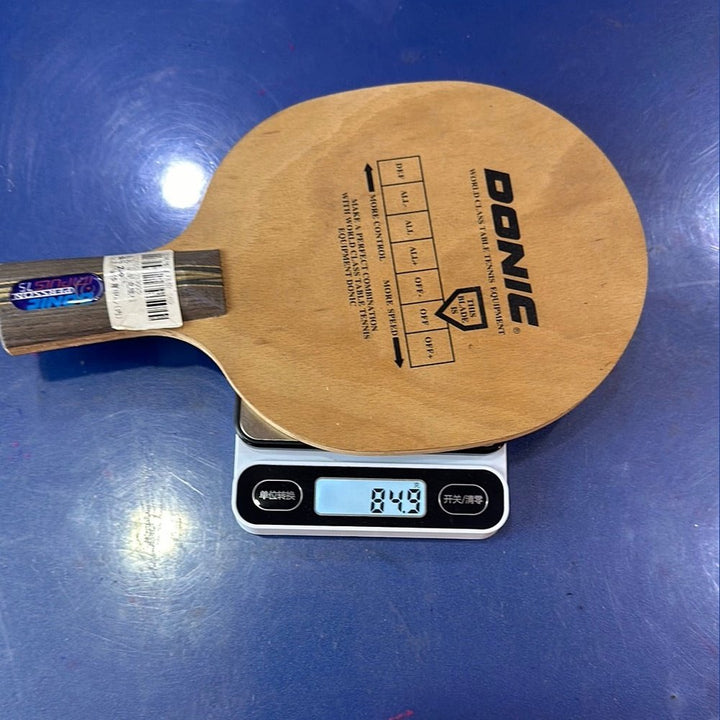 DONIC®
WORLD CLASS TABLE TENNIS EQUIPMENT
THIS
BLADE
IS
DEF
ALL-
ALL
ALL+
OFF-
OFF
OFF+
MORE CONTROL
MORE SPEED
MAKE A PERFECT COMBINATION
WITH WORLD CLASS TABLE TENNIS
EQUIPMENT DONIC
DONIC
PERSSON
单位转换
84.9
开关/清零